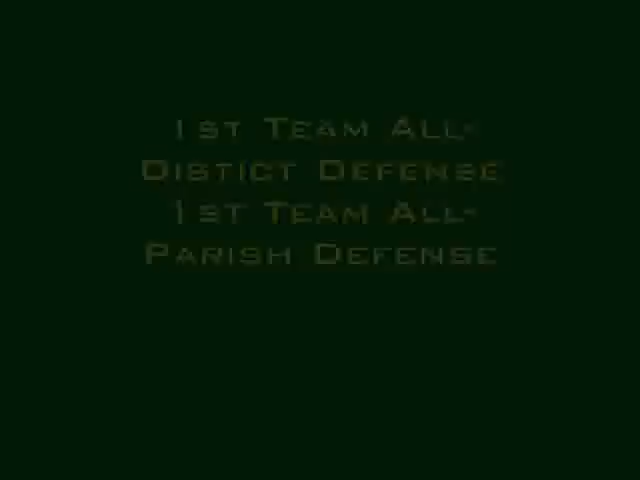 1st Team All-
Distict Defense
1st Team All-
Parish Defense